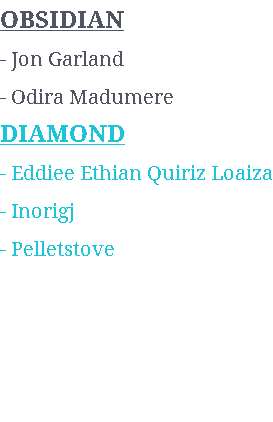 OBSIDIAN
- Jon Garland
- Odira Madumere
DIAMOND
- Eddiee Ethian Quiriz Loaiza
- Inorigj
- Pelletstove